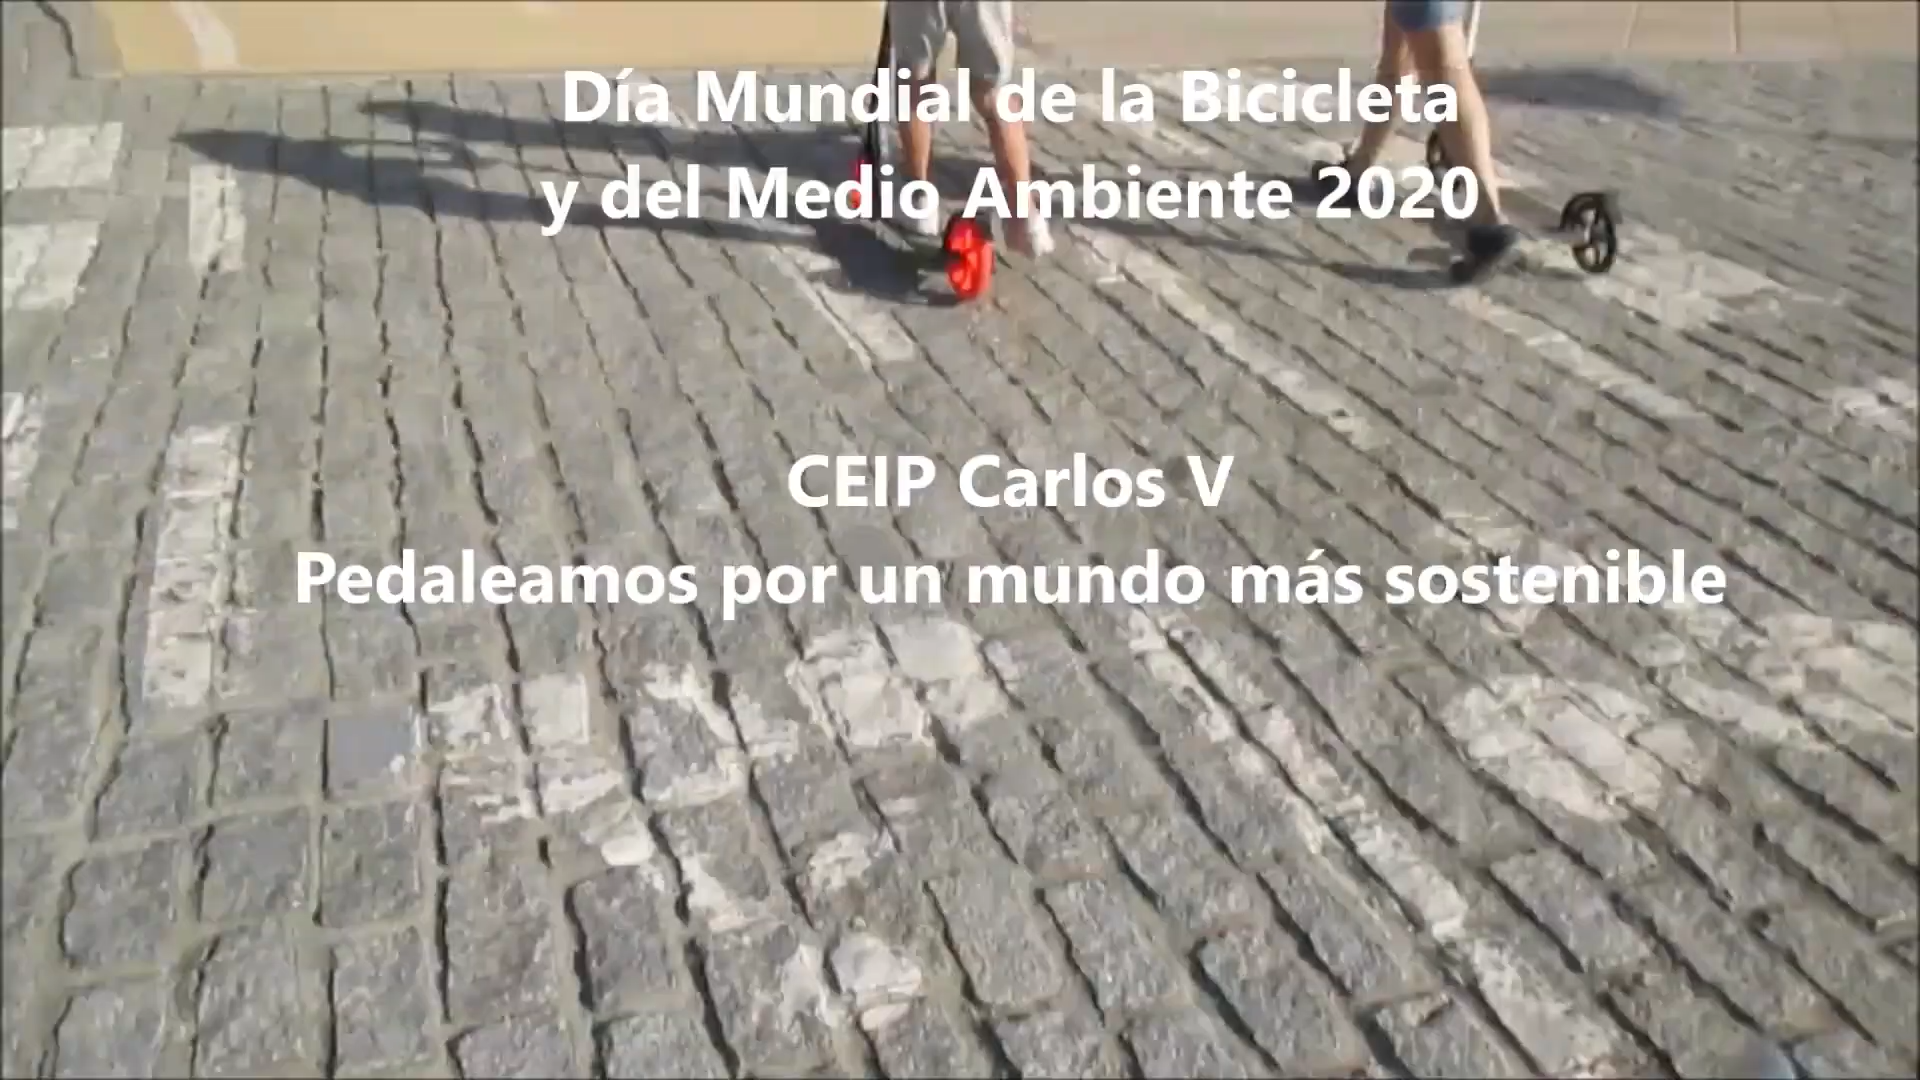 Día Mundial de la Bicicleta
y del Medio Ambiente 2020
CEIP Carlos V
Pedaleamos por un mundo más sostenible